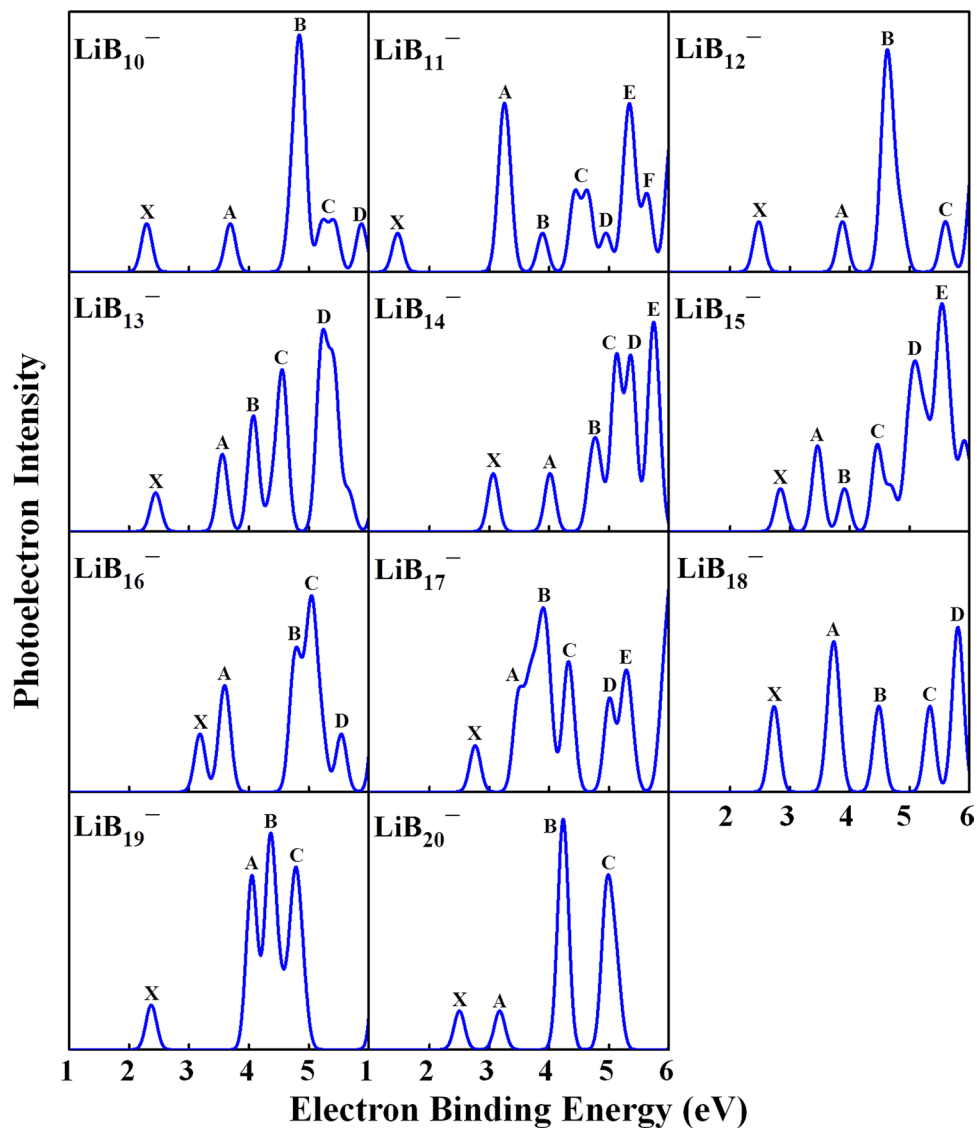 LiB10−
X
A
B
C
D
LiB11−
X
A
B
C
D
E
F
LiB12−
X
A
B
C
LiB13−
X
A
B
C
D
LiB14−
X
A
B
C
D
E
LiB15−
X
A
B
C
D
E
LiB16−
X
A
B
C
D
LiB17−
X
A
B
C
D
E
LiB18−
X
A
B
C
D
2 3 4 5 6
LiB19−
X
A
B
C
LiB20−
X
A
B
C
1 2 3 4 5 1 2 3 4 5 6
Photoelectron Intensity
Electron Binding Energy (eV)